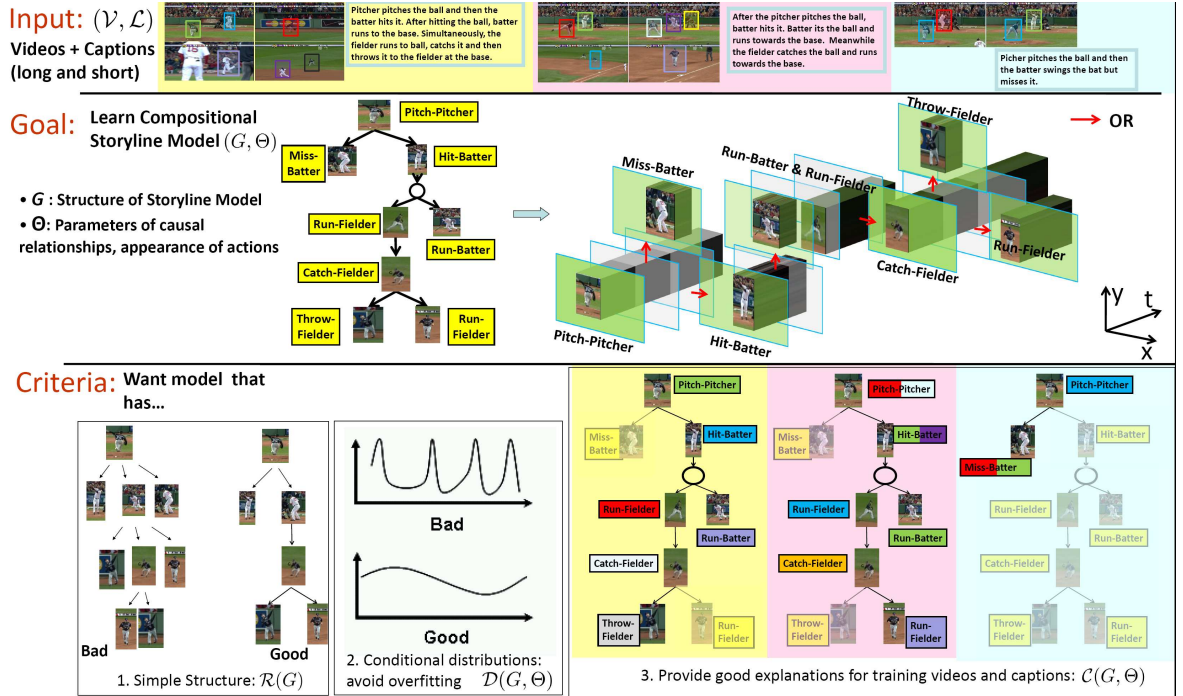 Input: (𝒱, ℒ)
Videos + Captions
(long and short)
Pitcher pitches the ball and then the
batter hits it. After hitting the ball, batter
runs to the base. Simultaneously, the
fielder runs to ball, catchs it and then
throws it to the fielder at the base.
After the pitcher pitches the ball,
batter hits it. Batter its the ball and
runs towards the base. Meanwhile
the fielder catches the ball and runs
towards the base.
Picher pitches the ball and then
the batter swings the bat but
misses it.
Goal: Learn Compositional
Storyline Model (G, Θ)
• G : Structure of Storyline Model
• Θ: Parameters of causal
relationships, appearance of actions
Pitch-Pitcher
Miss-
Batter
Hit-Batter
Run-Fielder
Run-Batter
Catch-Fielder
Throw-
Fielder
Run-
Fielder
Throw-Fielder
OR
Miss-Batter
Run-Batter & Run-Fielder
Run-Fielder
Catch-Fielder
Pitch-Pitcher
Hit-Batter
y
t
x
Criteria: Want model that
has...
Bad
Good
1. Simple Structure: ℛ(G)
Bad
Good
2. Conditional distributions:
avoid overfitting 𝒟(G, Θ)
Pitch-Pitcher
Miss-
Batter
Hit-Batter
Run-Fielder
Run-Batter
Catch-Fielder
Throw-
Fielder
Run-
Fielder
Pitch-Pitcher
Miss-
Batter
Hit-Batter
Run-Fielder
Run-Batter
Catch-Fielder
Throw-
Fielder
Run-
Fielder
Pitch-Pitcher
Hit-Batter
Miss-Batter
Run-Fielder
Run-Batter
Catch-Fielder
Throw-
Fielder
Run-
Fielder
3. Provide good explanations for training videos and captions: 𝒞(G, Θ)